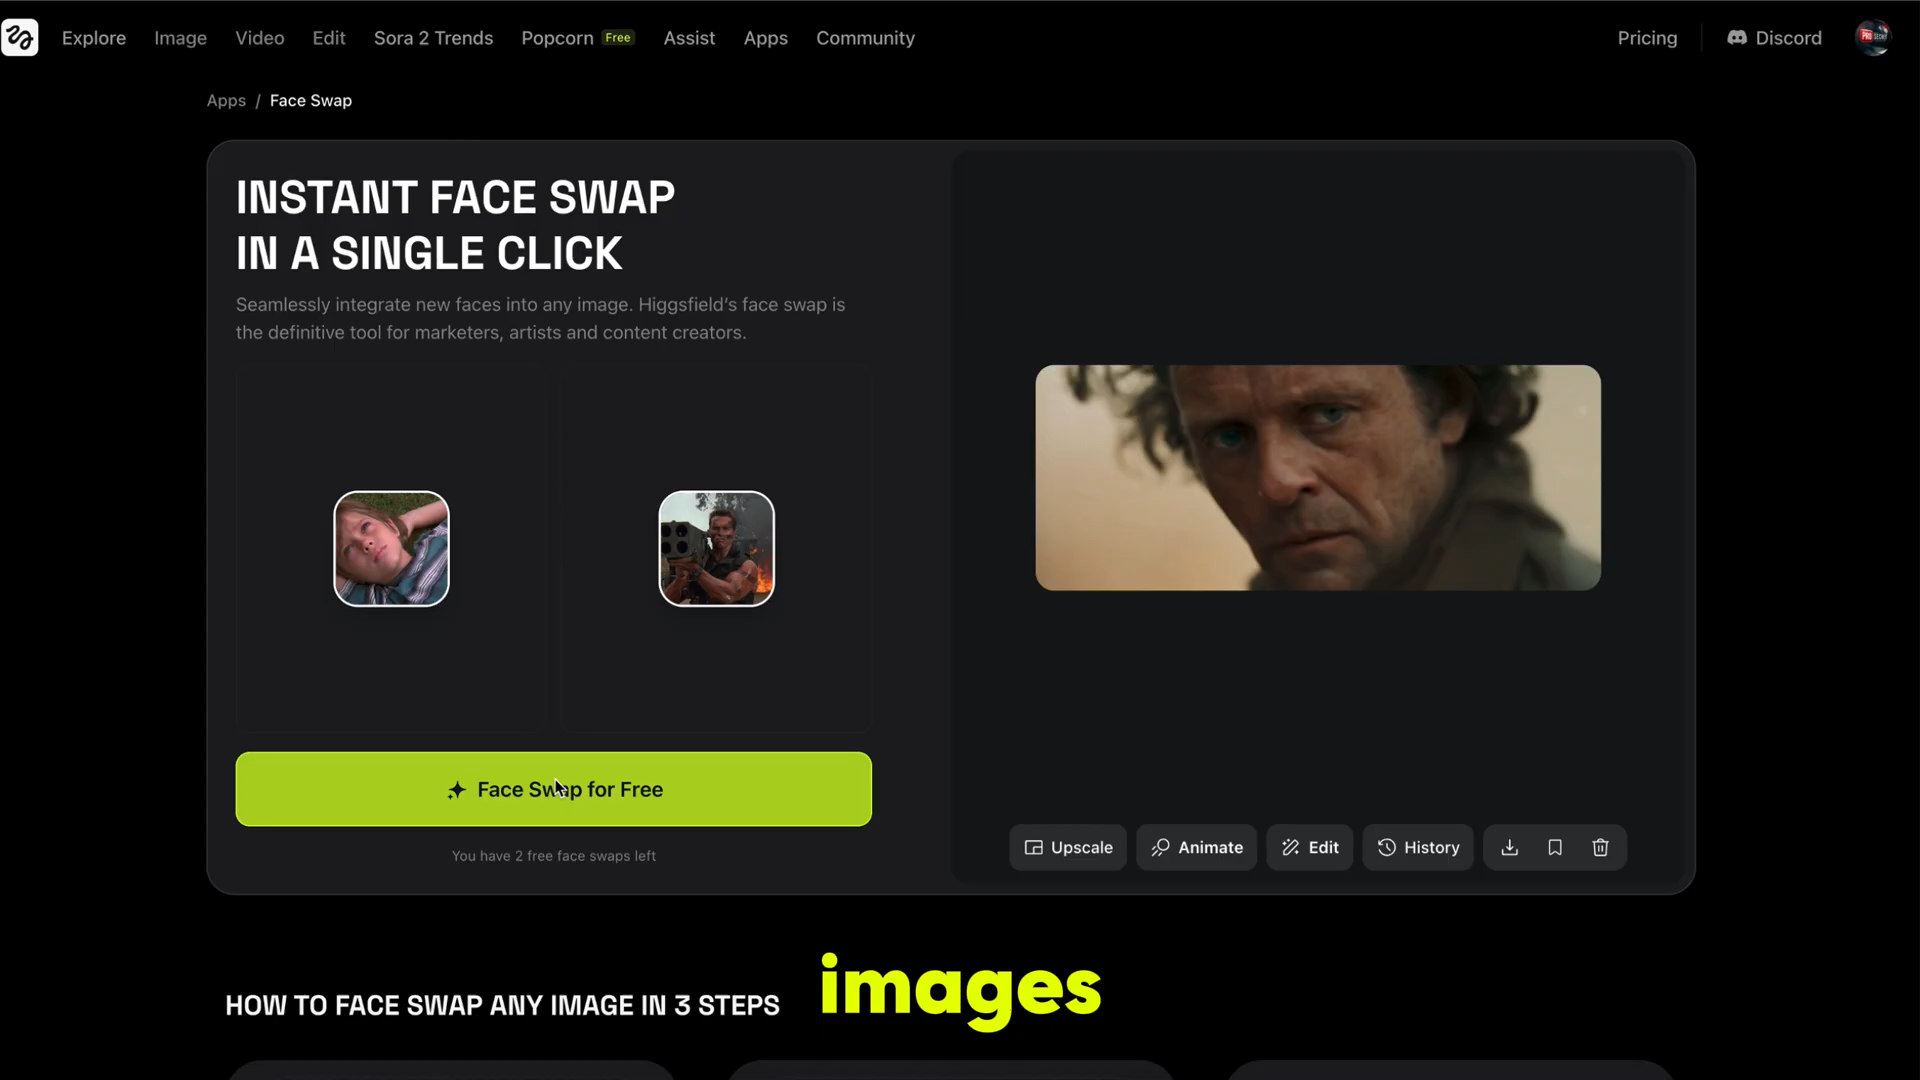 Explore Image Video Edit Sora 2 Trends Popcorn Free Assist Apps Community Pricing Discord
Apps / Face Swap
INSTANT FACE SWAP
IN A SINGLE CLICK
Seamlessly integrate new faces into any image. Higgsfield’s face swap is
the definitive tool for marketers, artists and content creators.
Face Swap for Free
You have 2 free face swaps left
Upscale Animate Edit History
images
HOW TO FACE SWAP ANY IMAGE IN 3 STEPS